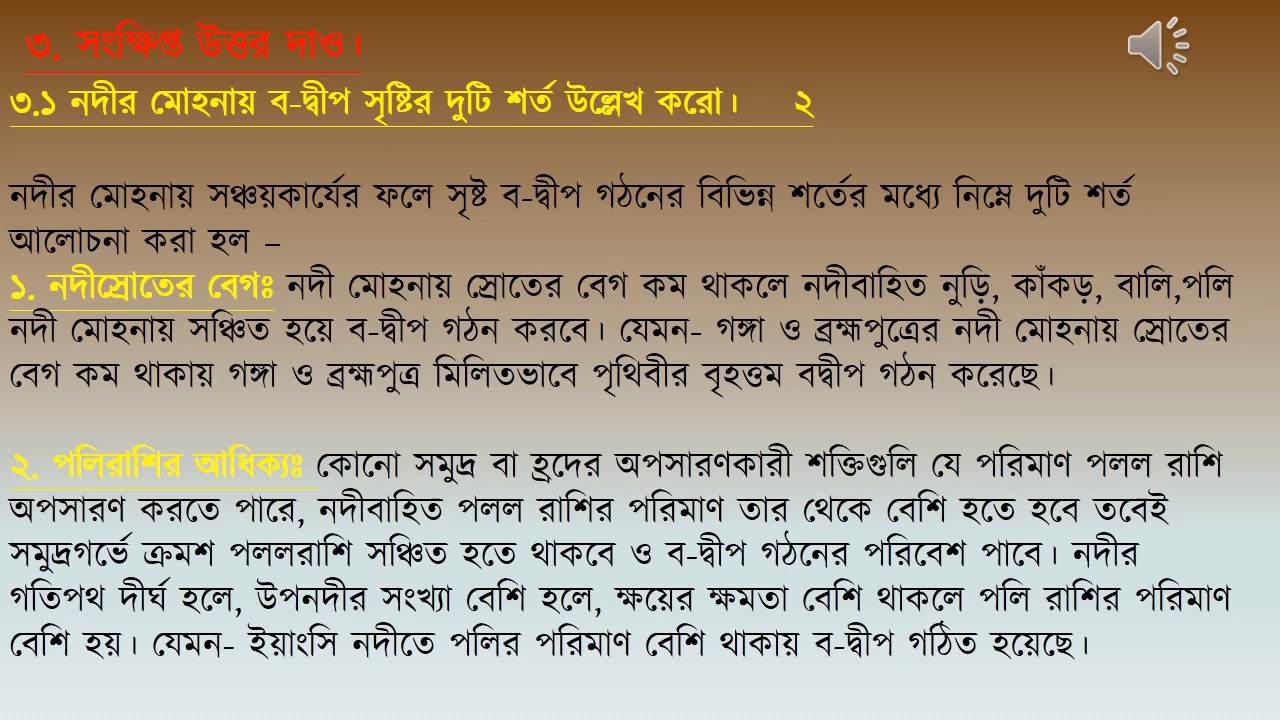 ৩. সংক্ষিপ্ত উত্তর দাও।
৩.১ নদীর মোহনায় ব-দ্বীপ সৃষ্টির দুটি শর্ত উল্লেখ করো। ২
নদীর মোহনায় সঞ্চয়কার্যের ফলে সৃষ্ট ব-দ্বীপ গঠনের বিভিন্ন শর্তের মধ্যে নিম্নে দুটি শর্ত
আলোচনা করা হল –
১. নদীস্রোতের বেগঃ নদী মোহনায় স্রোতের বেগ কম থাকলে নদীবাহিত নুড়ি, কাঁকড়, বালি,পলি
নদী মোহনায় সঞ্চিত হয়ে ব-দ্বীপ গঠন করবে। যেমন- গঙ্গা ও ব্রহ্মপুত্রের নদী মোহনায় স্রোতের
বেগ কম থাকায় গঙ্গা ও ব্রহ্মপুত্র মিলিতভাবে পৃথিবীর বৃহত্তম বদ্বীপ গঠন করেছে।
২. পলিরাশির আধিক্যঃ কোনো সমুদ্র বা হ্রদের অপসারণকারী শক্তিগুলি যে পরিমাণ পলল রাশি
অপসারণ করতে পারে, নদীবাহিত পলল রাশির পরিমাণ তার থেকে বেশি হতে হবে তবেই
সমুদ্রগর্ভে ক্রমশ পললরাশি সঞ্চিত হতে থাকবে ও ব-দ্বীপ গঠনের পরিবেশ পাবে। নদীর
গতিপথ দীর্ঘ হলে, উপনদীর সংখ্যা বেশি হলে, ক্ষয়ের ক্ষমতা বেশি থাকলে পলি রাশির পরিমাণ
বেশি হয়। যেমন- ইয়াংসি নদীতে পলির পরিমাণ বেশি থাকায় ব-দ্বীপ গঠিত হয়েছে।